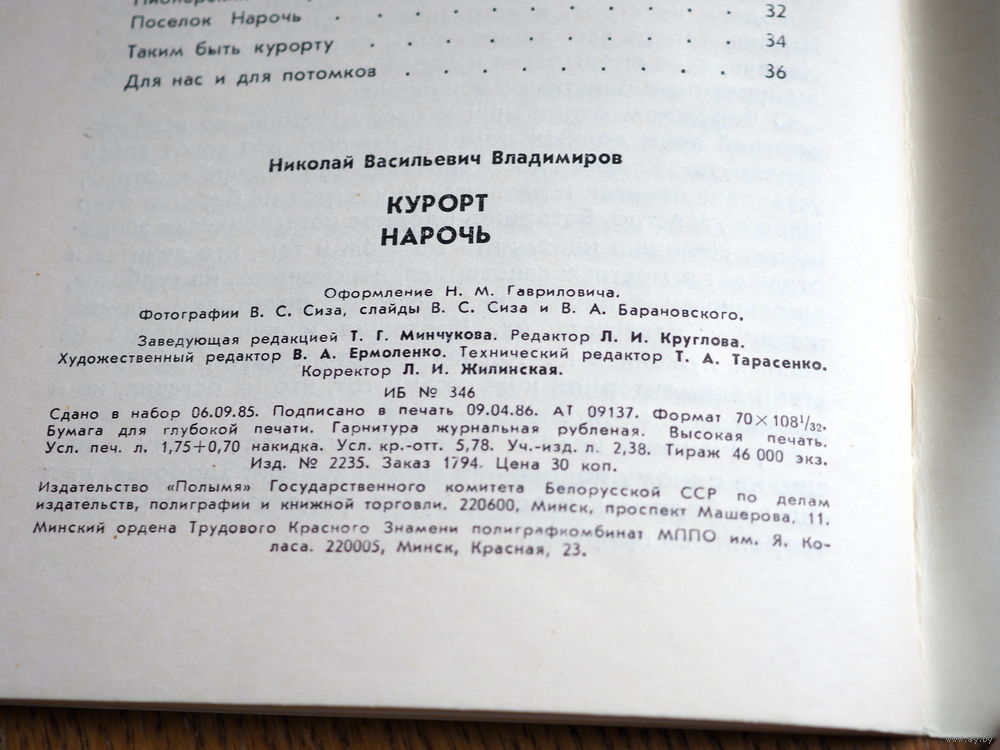 Поселок Нарочь . . . . . . . . . . 32
Таким быть курорту . . . . . . . . . . 34
Для нас и для потомков . . . . . . . . . 36
Николай Васильевич Владимиров
КУРОРТ
НАРОЧЬ
Оформление Н. М. Гавриловича.
Фотографии В. С. Сиза, слайды В. С. Сиза и В. А. Барановского.
Заведующая редакцией Т. Г. Минчукова. Редактор Л. И. Круглова.
Художественный редактор В. А. Ермоленко. Технический редактор Т. А. Тарасенко.
Корректор Л. И. Жилинская.
ИБ № 346
Сдано в набор 06.09.85. Подписано в печать 09.04.86. АТ 09137. Формат 70×108¹/₃₂.
Бумага для глубокой печати. Гарнитура журнальная рубленая. Высокая печать.
Усл. печ. л. 1,75+0,70 накидка. Усл. кр.-отт. 5,78. Уч.-изд. л. 2,38. Тираж 46 000 экз.
Изд. № 2235. Заказ 1794. Цена 30 коп.
Издательство «Полымя» Государственного комитета Белорусской ССР по делам
издательств, полиграфии и книжной торговли. 220600, Минск, проспект Машерова, 11.
Минский ордена Трудового Красного Знамени полиграфкомбинат МППО им. Я. Ко-
ласа. 220005, Минск, Красная, 23.
www.ay.by